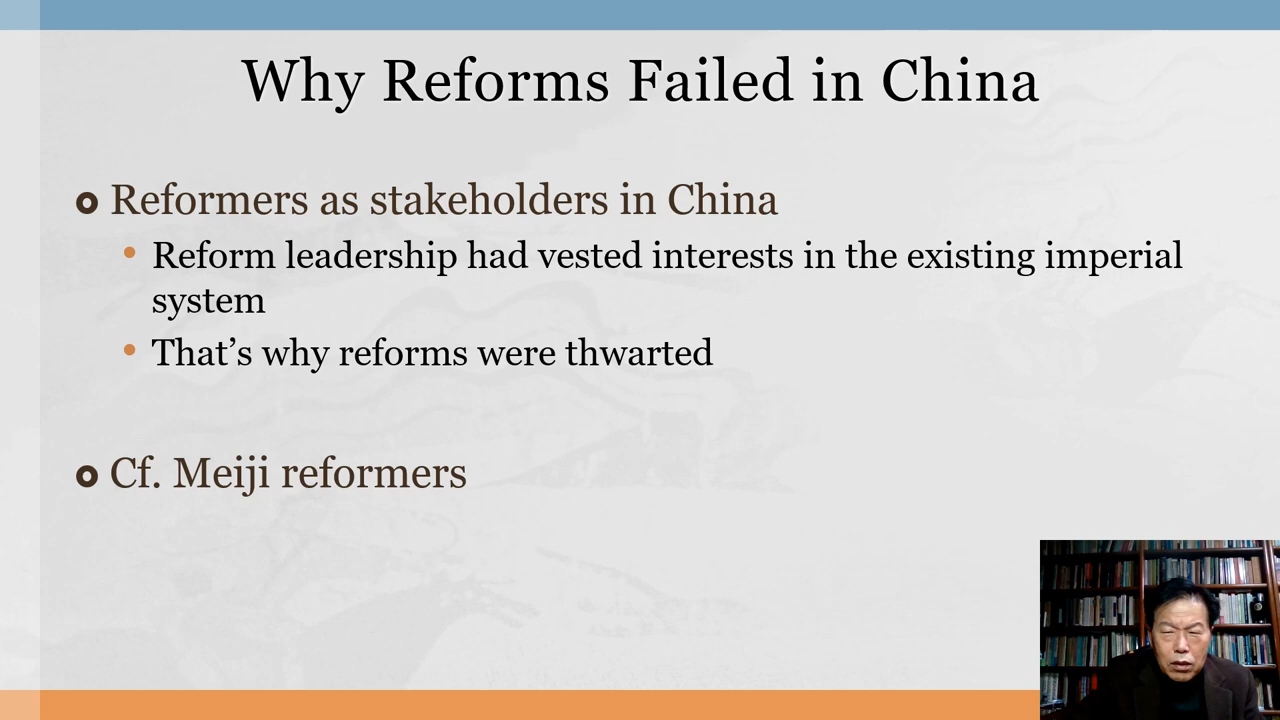 Why Reforms Failed in China
Reformers as stakeholders in China
Reform leadership had vested interests in the existing imperial
system
That’s why reforms were thwarted
Cf. Meiji reformers